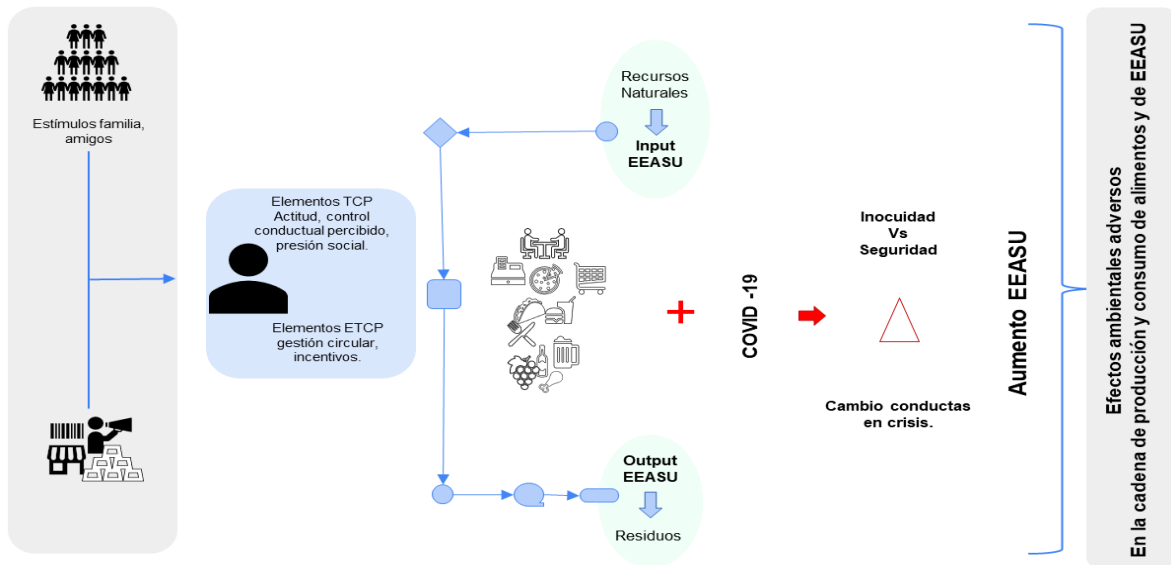 Estímulos familia,
amigos
Elementos TCP
Actitud, control
conductual percibido,
presión social.
Elementos ETCP
gestión circular,
incentivos.
Recursos
Naturales
Input
EEASU
Output
EEASU
Residuos
COVID -19
Inocuidad
Vs
Seguridad
Cambio conductas
en crisis.
Aumento EEASU
Efectos ambientales adversos
En la cadena de producción y consumo de alimentos y de EEASU